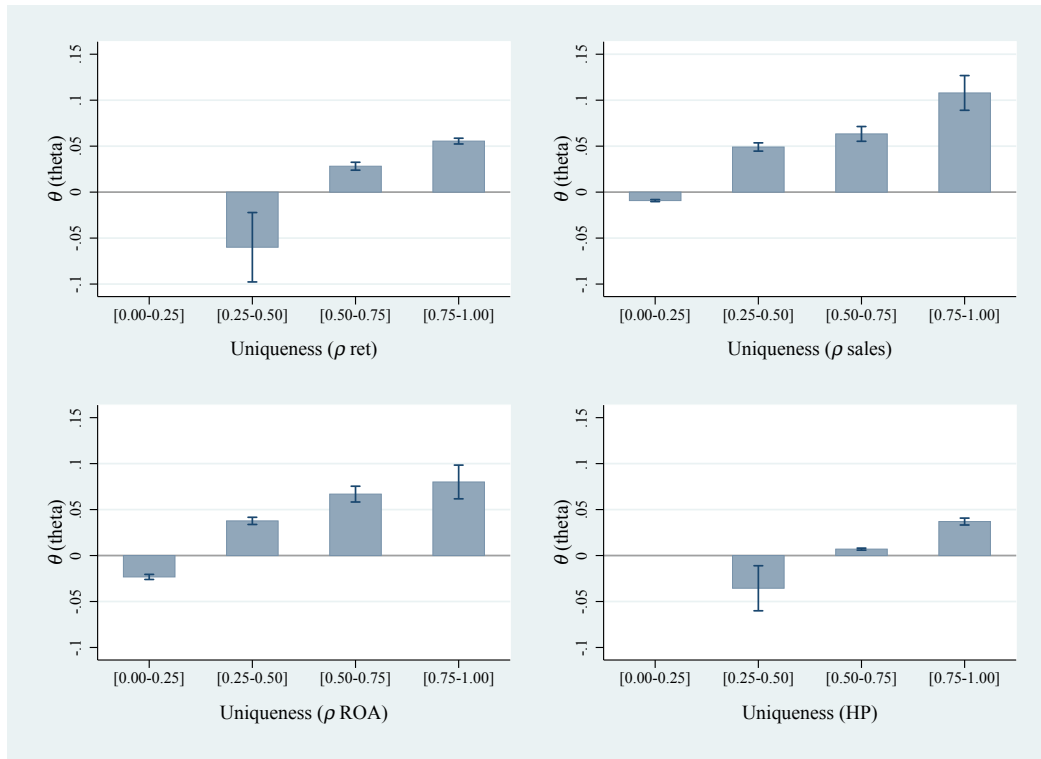 .15
.1
.05
0
-.05
-.1
θ (theta)
[0.00-0.25] [0.25-0.50] [0.50-0.75] [0.75-1.00]
Uniqueness (ρ ret)
.15
.1
.05
0
-.05
-.1
θ (theta)
[0.00-0.25] [0.25-0.50] [0.50-0.75] [0.75-1.00]
Uniqueness (ρ sales)
.15
.1
.05
0
-.05
-.1
θ (theta)
[0.00-0.25] [0.25-0.50] [0.50-0.75] [0.75-1.00]
Uniqueness (ρ ROA)
.15
.1
.05
0
-.05
-.1
θ (theta)
[0.00-0.25] [0.25-0.50] [0.50-0.75] [0.75-1.00]
Uniqueness (HP)